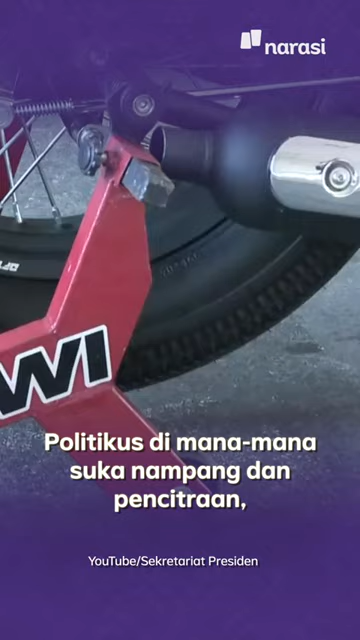 narasi
WI
Politikus di mana-mana
suka nampang dan
pencitraan,
YouTube/Sekretariat Presiden